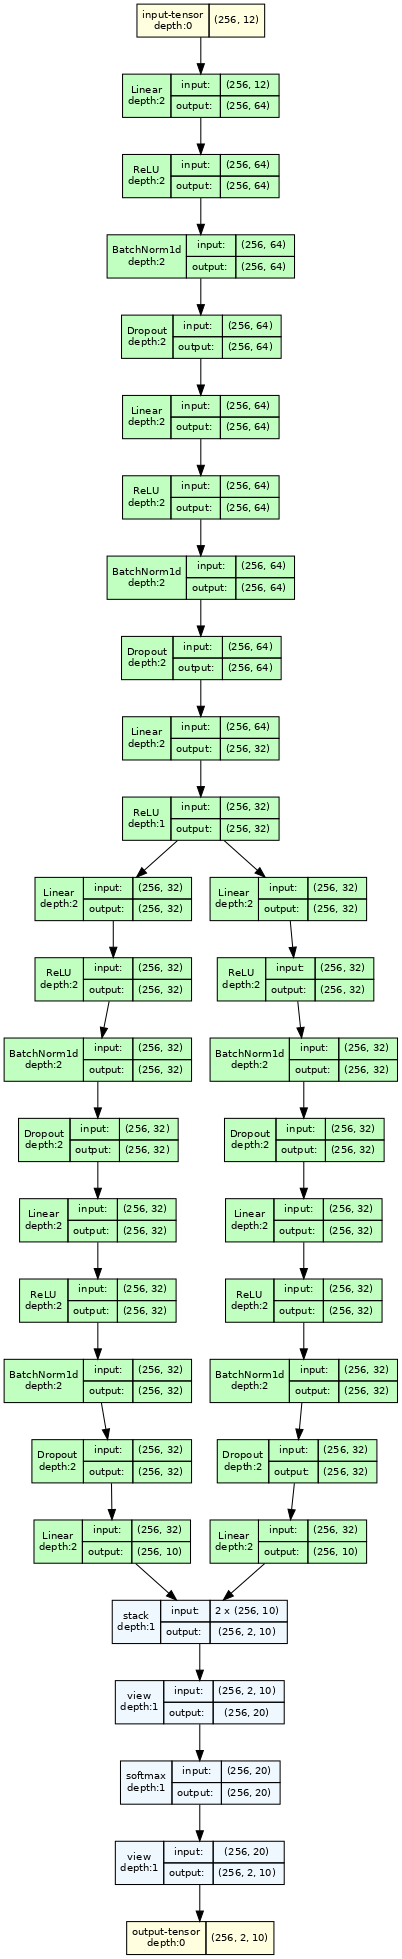 input-tensor
depth:0
(256, 12)
Linear
depth:2
input:
(256, 12)
output:
(256, 64)
ReLU
depth:2
input:
(256, 64)
output:
(256, 64)
BatchNorm1d
depth:2
input:
(256, 64)
output:
(256, 64)
Dropout
depth:2
input:
(256, 64)
output:
(256, 64)
Linear
depth:2
input:
(256, 64)
output:
(256, 64)
ReLU
depth:2
input:
(256, 64)
output:
(256, 64)
BatchNorm1d
depth:2
input:
(256, 64)
output:
(256, 64)
Dropout
depth:2
input:
(256, 64)
output:
(256, 64)
Linear
depth:2
input:
(256, 64)
output:
(256, 32)
ReLU
depth:1
input:
(256, 32)
output:
(256, 32)
Linear
depth:2
input:
(256, 32)
output:
(256, 32)
Linear
depth:2
input:
(256, 32)
output:
(256, 32)
ReLU
depth:2
input:
(256, 32)
output:
(256, 32)
ReLU
depth:2
input:
(256, 32)
output:
(256, 32)
BatchNorm1d
depth:2
input:
(256, 32)
output:
(256, 32)
BatchNorm1d
depth:2
input:
(256, 32)
output:
(256, 32)
Dropout
depth:2
input:
(256, 32)
output:
(256, 32)
Dropout
depth:2
input:
(256, 32)
output:
(256, 32)
Linear
depth:2
input:
(256, 32)
output:
(256, 32)
Linear
depth:2
input:
(256, 32)
output:
(256, 32)
ReLU
depth:2
input:
(256, 32)
output:
(256, 32)
ReLU
depth:2
input:
(256, 32)
output:
(256, 32)
BatchNorm1d
depth:2
input:
(256, 32)
output:
(256, 32)
BatchNorm1d
depth:2
input:
(256, 32)
output:
(256, 32)
Dropout
depth:2
input:
(256, 32)
output:
(256, 32)
Dropout
depth:2
input:
(256, 32)
output:
(256, 32)
Linear
depth:2
input:
(256, 32)
output:
(256, 10)
Linear
depth:2
input:
(256, 32)
output:
(256, 10)
stack
depth:1
input:
2 x (256, 10)
output:
(256, 2, 10)
view
depth:1
input:
(256, 2, 10)
output:
(256, 20)
softmax
depth:1
input:
(256, 20)
output:
(256, 20)
view
depth:1
input:
(256, 20)
output:
(256, 2, 10)
output-tensor
depth:0
(256, 2, 10)